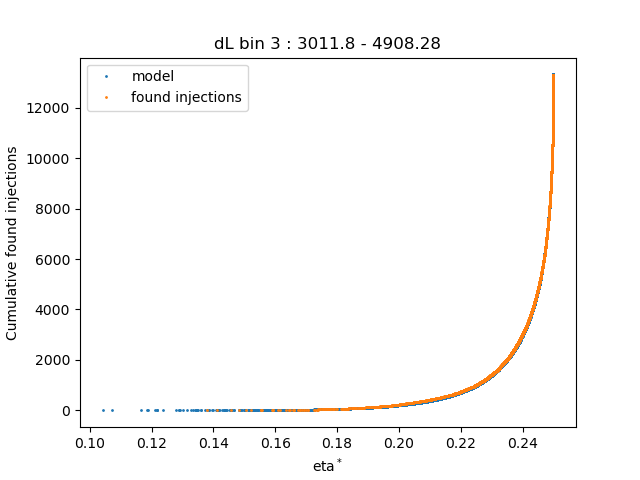 dL bin 3 : 3011.8 - 4908.28
model
found injections
Cumulative found injections
12000
10000
8000
6000
4000
2000
0
0.10 0.12 0.14 0.16 0.18 0.20 0.22 0.24
eta*